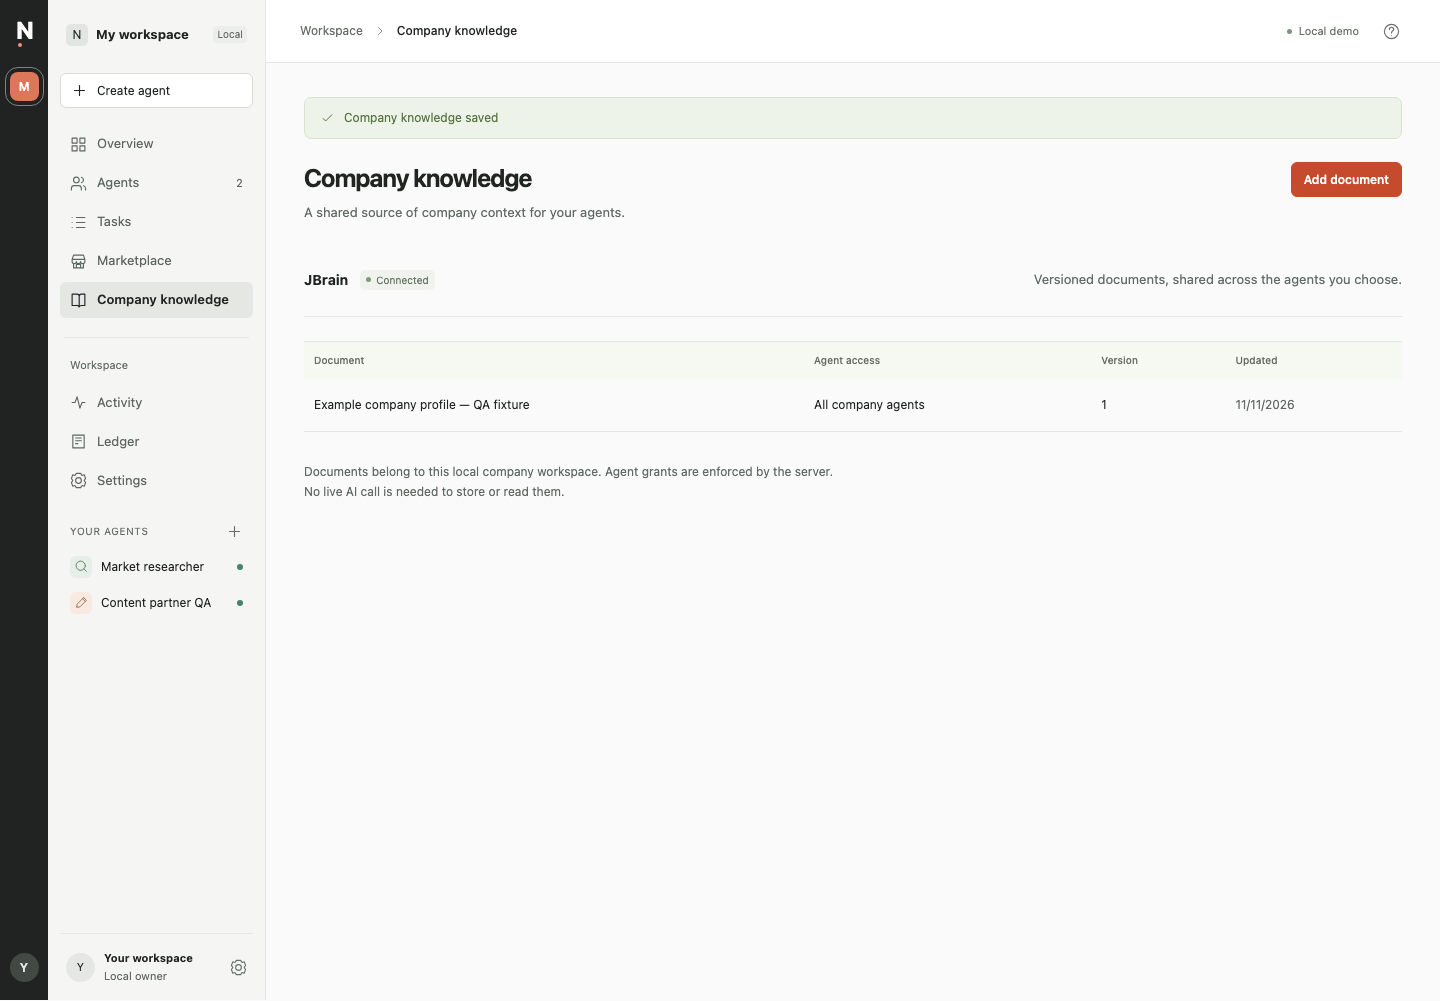 N
M
N My workspace Local
Create agent
Overview
Agents 2
Tasks
Marketplace
Company knowledge
Workspace
Activity
Ledger
Settings
YOUR AGENTS
Market researcher
Content partner QA
Y
Y
Your workspace
Local owner
Workspace > Company knowledge
Local demo
Company knowledge saved
Company knowledge
Add document
A shared source of company context for your agents.
JBrain Connected
Versioned documents, shared across the agents you choose.
Document Agent access Version Updated
Example company profile — QA fixture All company agents 1 11/11/2026
Documents belong to this local company workspace. Agent grants are enforced by the server.
No live AI call is needed to store or read them.